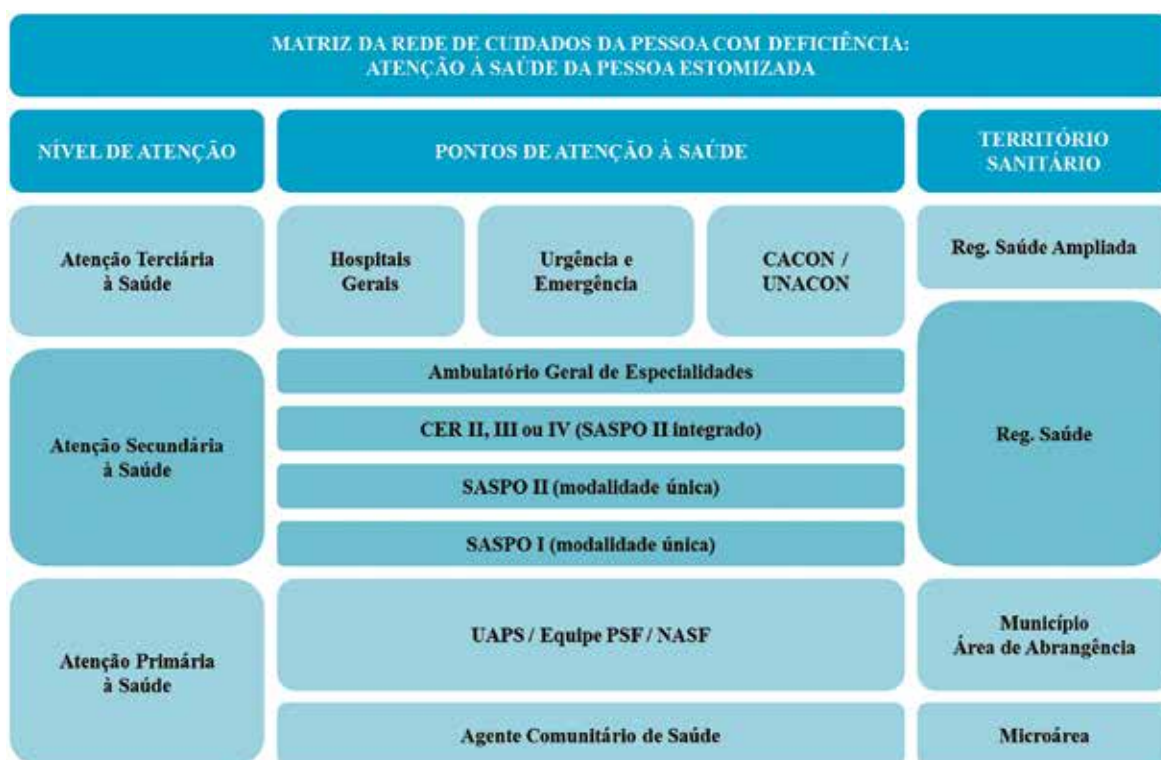 MATRIZ DA REDE DE CUIDADOS DA PESSOA COM DEFICIÊNCIA:
ATENÇÃO À SAÚDE DA PESSOA ESTOMIZADA
NÍVEL DE ATENÇÃO
PONTOS DE ATENÇÃO À SAÚDE
TERRITÓRIO
SANITÁRIO
Atenção Terciária
à Saúde
Hospitais
Gerais
Urgência e
Emergência
CACON /
UNACON
Reg. Saúde Ampliada
Atenção Secundária
à Saúde
Ambulatório Geral de Especialidades
CER II, III ou IV (SASPO II integrado)
SASPO II (modalidade única)
SASPO I (modalidade única)
Reg. Saúde
Atenção Primária
à Saúde
UAPS / Equipe PSF / NASF
Município
Área de Abrangência
Agente Comunitário de Saúde
Microárea